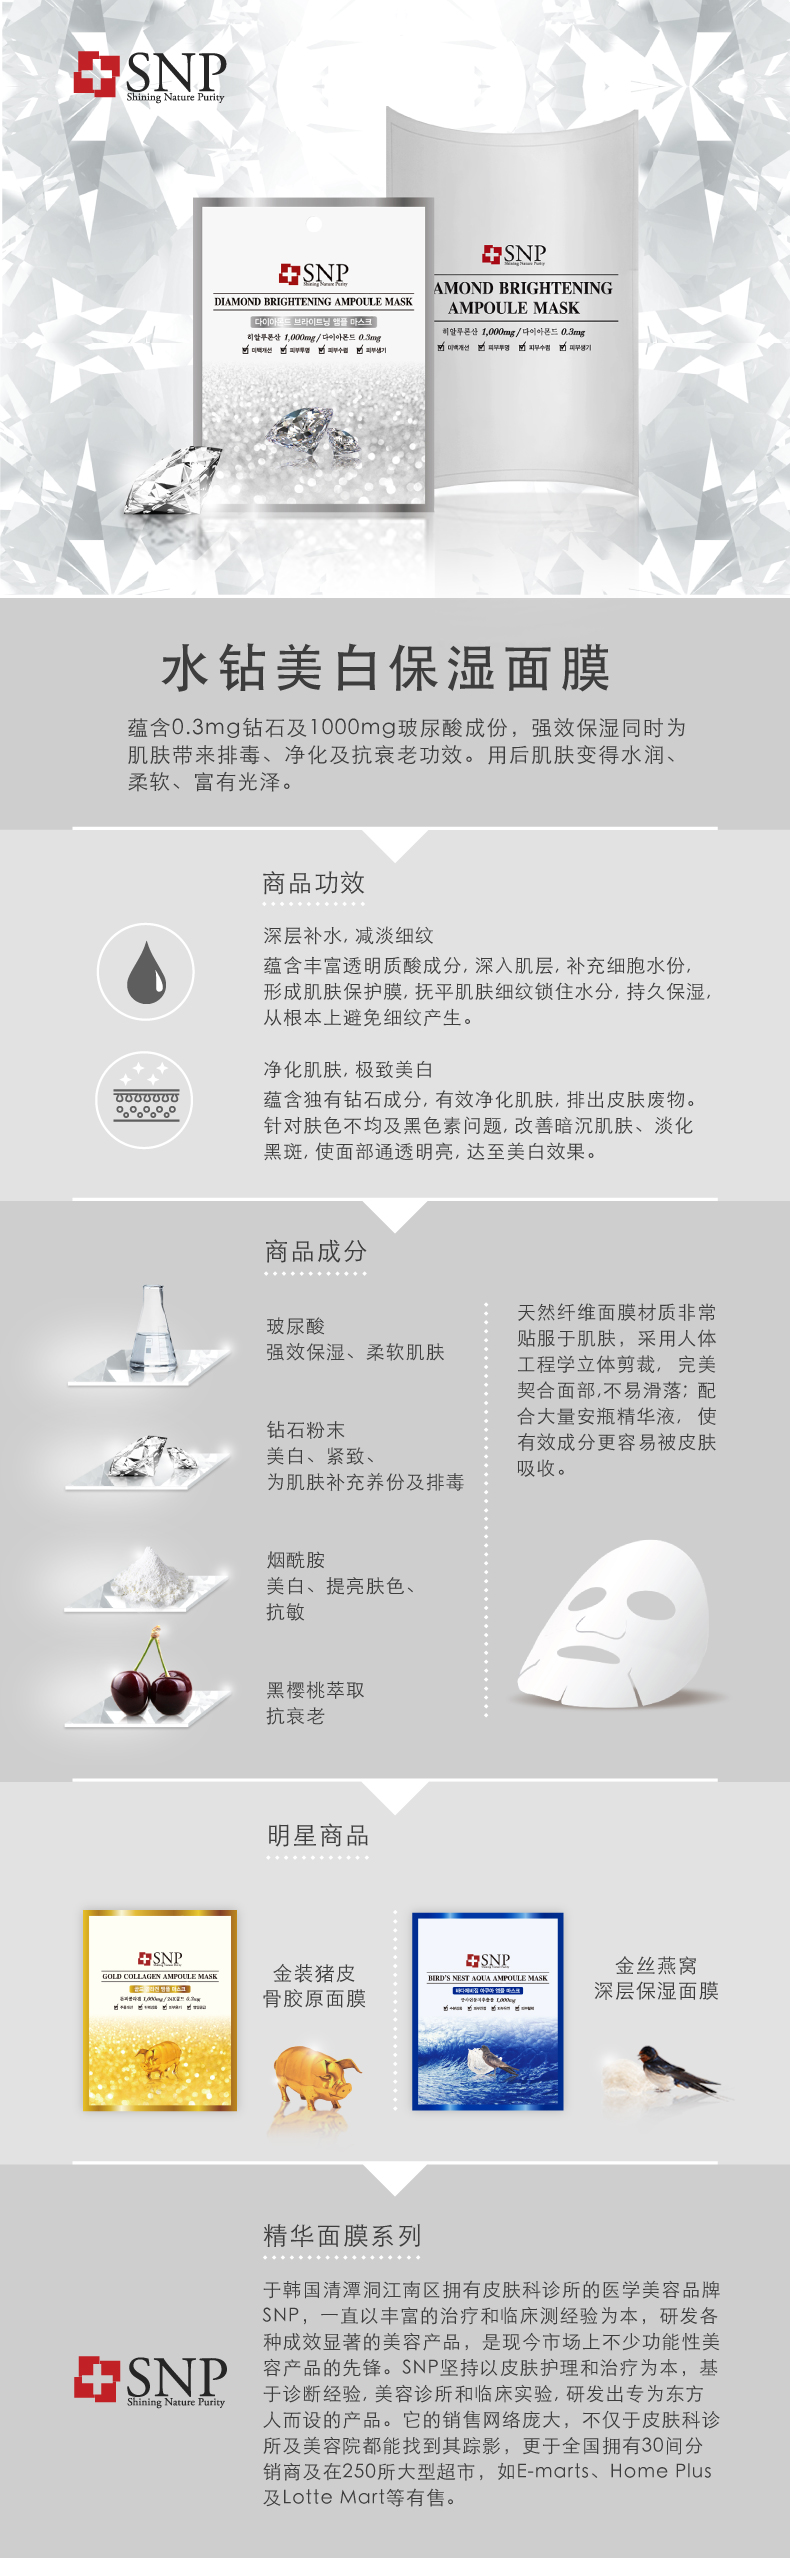 SNP
Shining Nature Purity
SNP
Shining Nature Purity
AMOND BRIGHTENING
AMPOULE MASK
히알루론산 1,000mg / 다이아몬드 0.3mg
미백개선 피부투명 피부수렴 피부생기
SNP
Shining Nature Purity
DIAMOND BRIGHTENING AMPOULE MASK
다이아몬드 브라이트닝 앰플 마스크
히알루론산 1,000mg / 다이아몬드 0.3mg
미백개선 피부투명 피부수렴 피부생기
水钻美白保湿面膜
蕴含0.3mg钻石及1000mg玻尿酸成份，强效保湿同时为
肌肤带来排毒、净化及抗衰老功效。用后肌肤变得水润、
柔软、富有光泽。
商品功效
深层补水, 减淡细纹
蕴含丰富透明质酸成分, 深入肌层, 补充细胞水份,
形成肌肤保护膜, 抚平肌肤细纹锁住水分, 持久保湿,
从根本上避免细纹产生。
净化肌肤, 极致美白
蕴含独有钻石成分, 有效净化肌肤, 排出皮肤废物。
针对肤色不均及黑色素问题, 改善暗沉肌肤、淡化
黑斑, 使面部通透明亮, 达至美白效果。
商品成分
玻尿酸
强效保湿、柔软肌肤
钻石粉末
美白、紧致、
为肌肤补充养份及排毒
烟酰胺
美白、提亮肤色、
抗敏
黑樱桃萃取
抗衰老
天然纤维面膜材质非常
贴服于肌肤，采用人体
工程学立体剪裁，完美
契合面部,不易滑落; 配
合大量安瓶精华液，使
有效成分更容易被皮肤
吸收。
明星商品
SNP
GOLD COLLAGEN AMPOULE MASK
金装猪皮
骨胶原面膜
SNP
BIRD'S NEST AQUA AMPOULE MASK
바다제비집 아쿠아 앰플 마스크
金丝燕窝
深层保湿面膜
精华面膜系列
于韩国清潭洞江南区拥有皮肤科诊所的医学美容品牌
SNP，一直以丰富的治疗和临床测经验为本，研发各
种成效显著的美容产品，是现今市场上不少功能性美
容产品的先锋。SNP坚持以皮肤护理和治疗为本，基
于诊断经验, 美容诊所和临床实验, 研发出专为东方
人而设的产品。它的销售网络庞大，不仅于皮肤科诊
所及美容院都能找到其踪影，更于全国拥有30间分
销商及在250所大型超市，如E-marts、Home Plus
及Lotte Mart等有售。
SNP
Shining Nature Purity